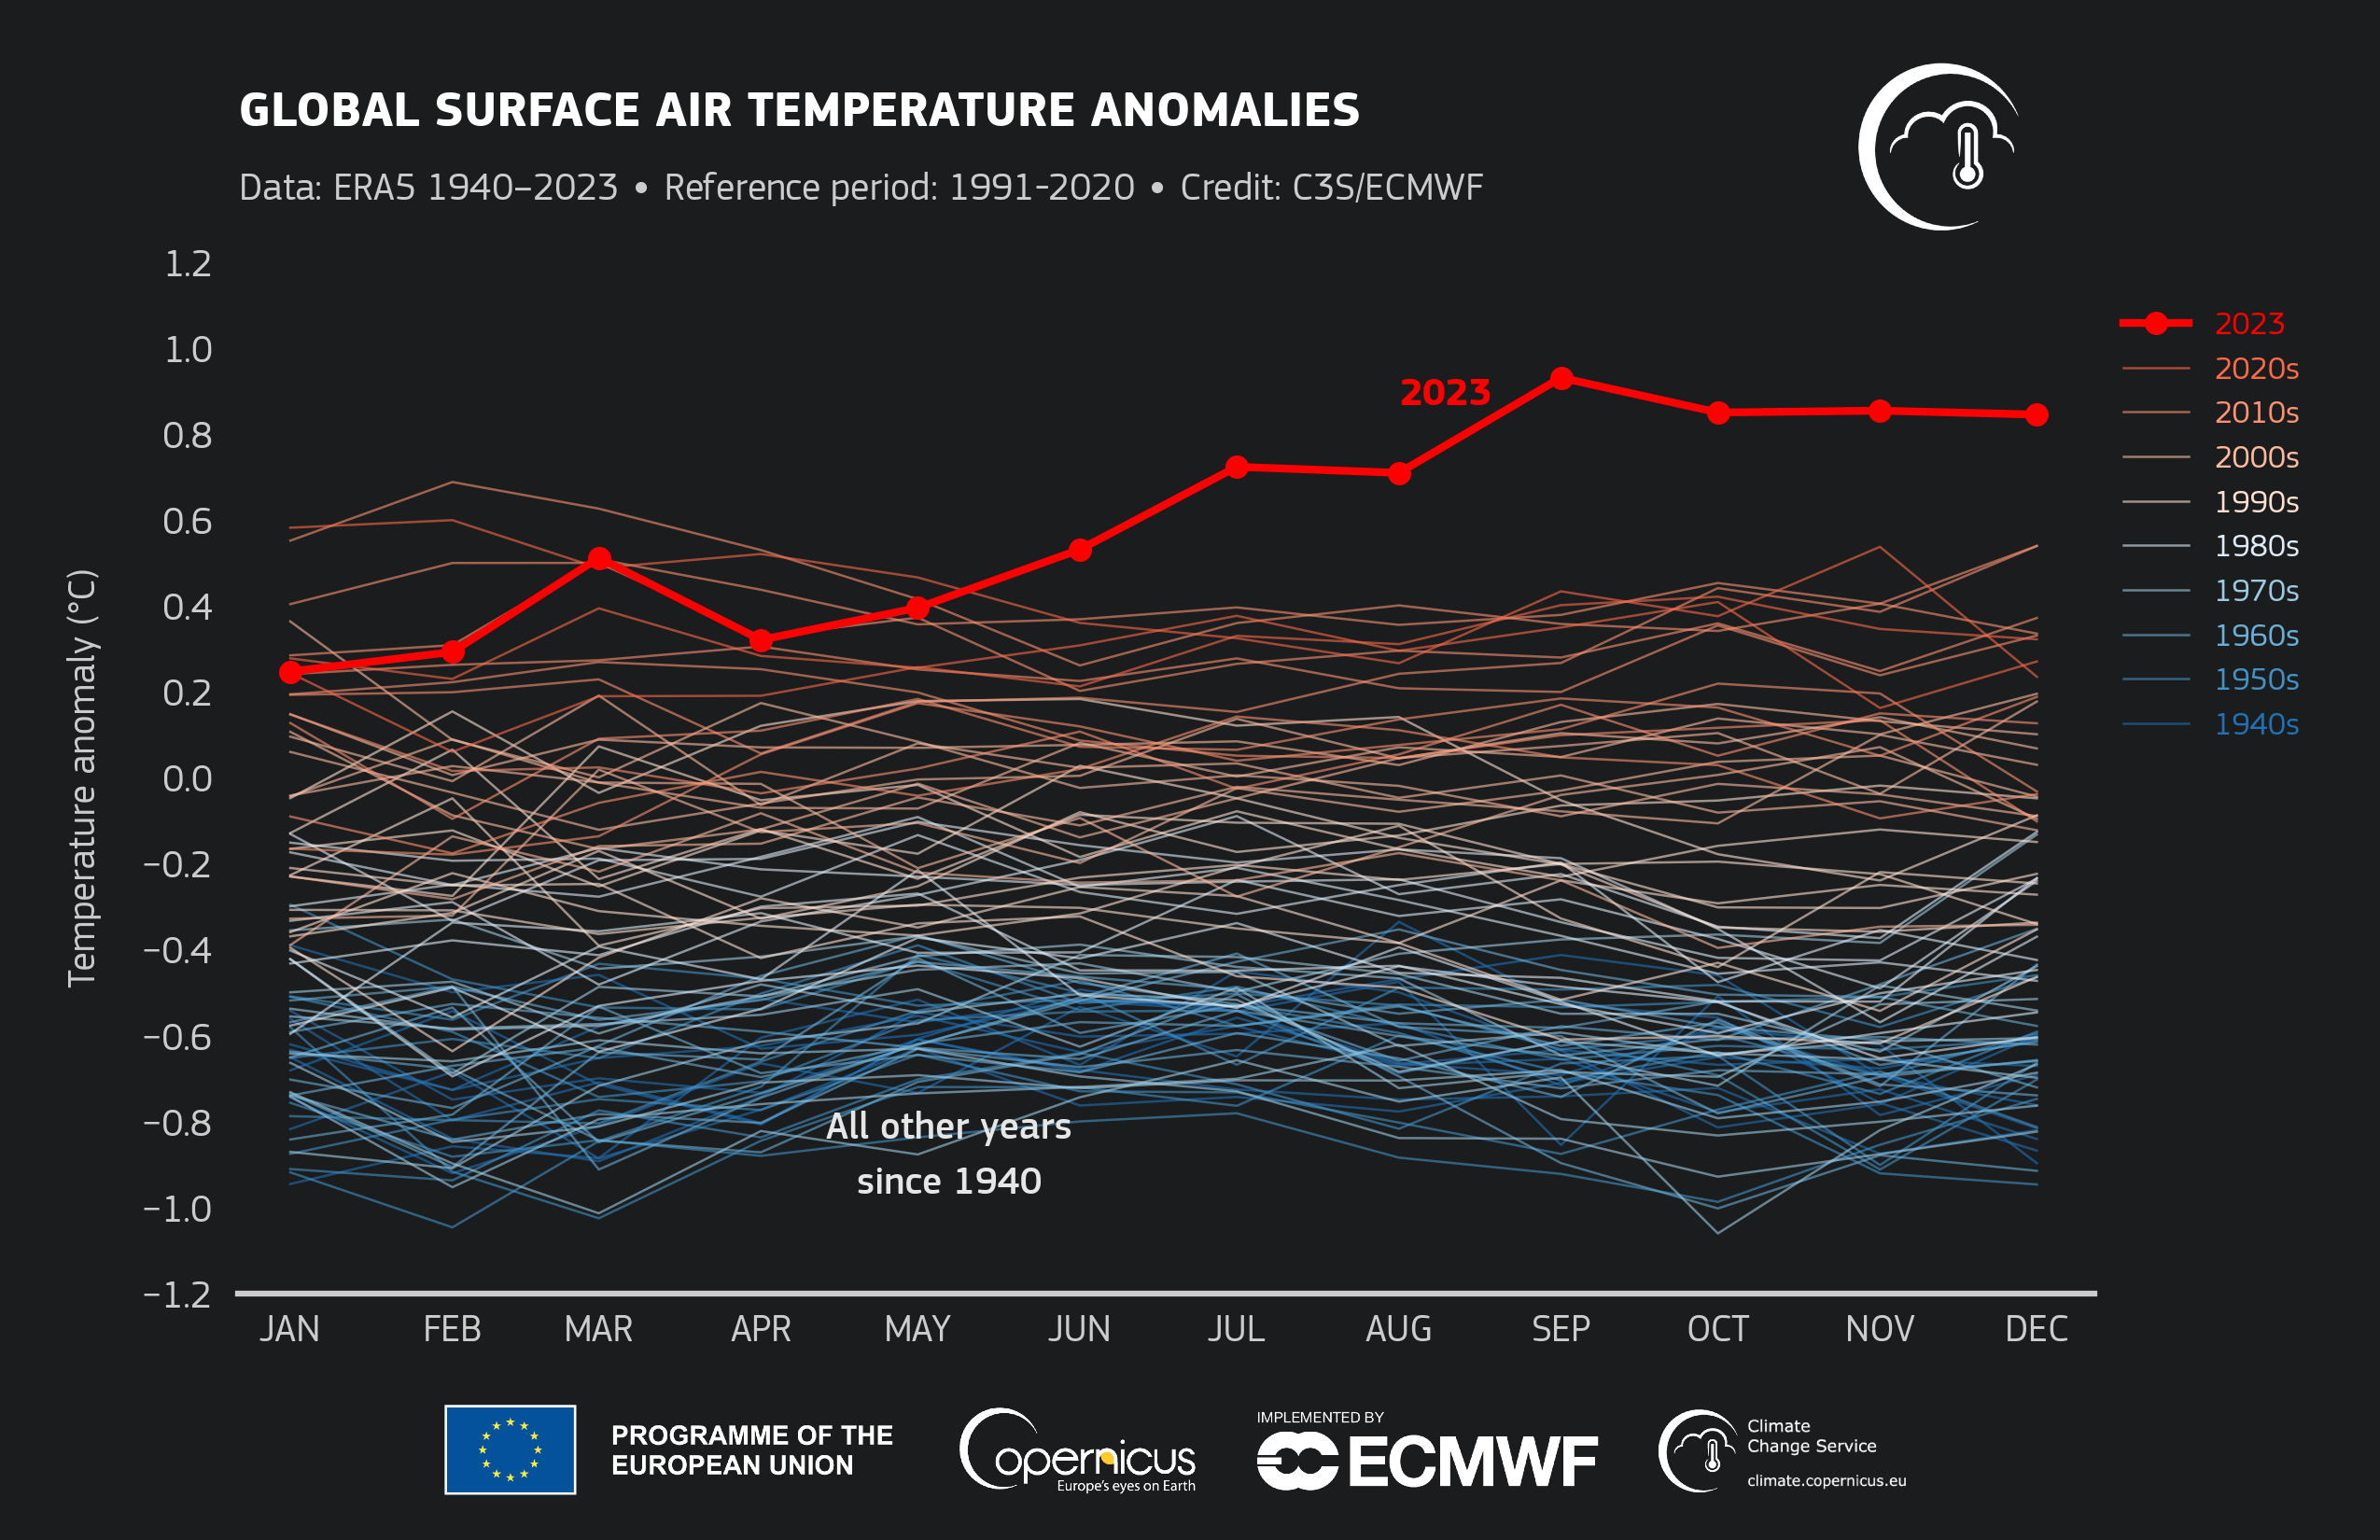 GLOBAL SURFACE AIR TEMPERATURE ANOMALIES
Data: ERA5 1940–2023 • Reference period: 1991-2020 • Credit: C3S/ECMWF
Temperature anomaly (°C)
1.2
1.0
0.8
0.6
0.4
0.2
0.0
−0.2
−0.4
−0.6
−0.8
−1.0
−1.2
2023
All other years
since 1940
2023
2020s
2010s
2000s
1990s
1980s
1970s
1960s
1950s
1940s
JAN FEB MAR APR MAY JUN JUL AUG SEP OCT NOV DEC
PROGRAMME OF THE
EUROPEAN UNION
Copernicus
Europe's eyes on Earth
IMPLEMENTED BY
ECMWF
Climate
Change Service
climate.copernicus.eu